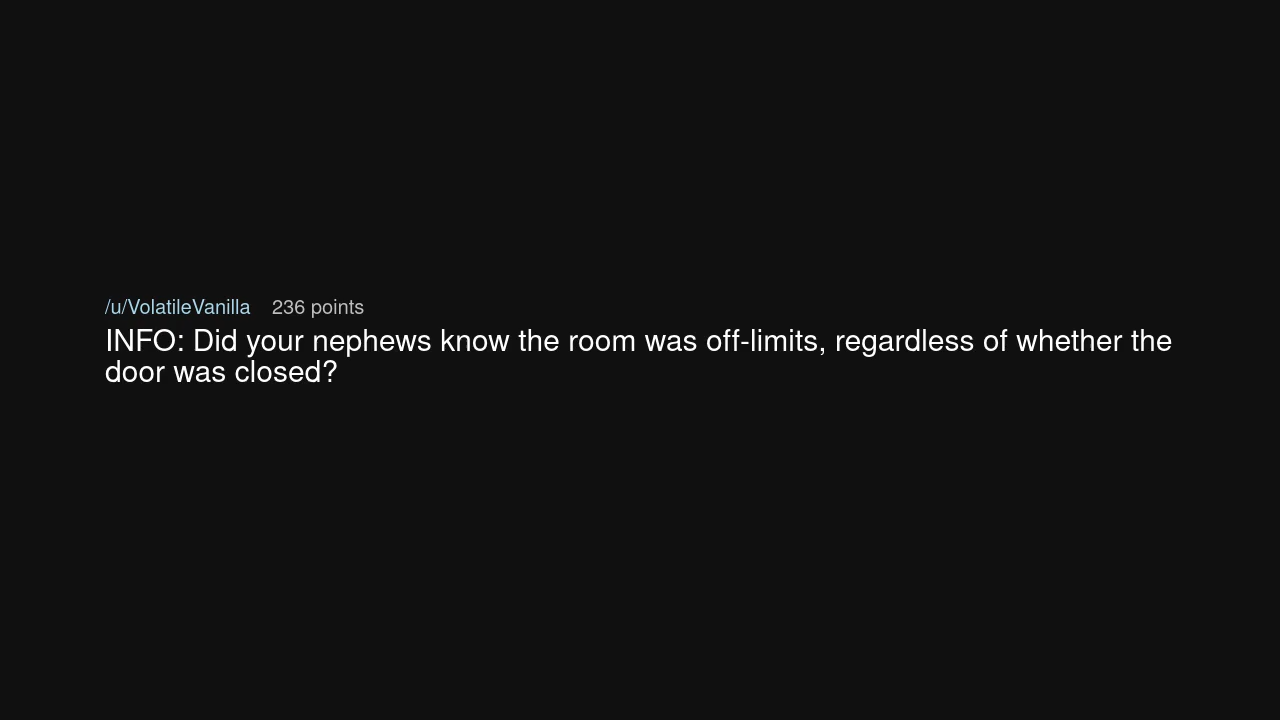 /u/VolatileVanilla 236 points
INFO: Did your nephews know the room was off-limits, regardless of whether the
door was closed?